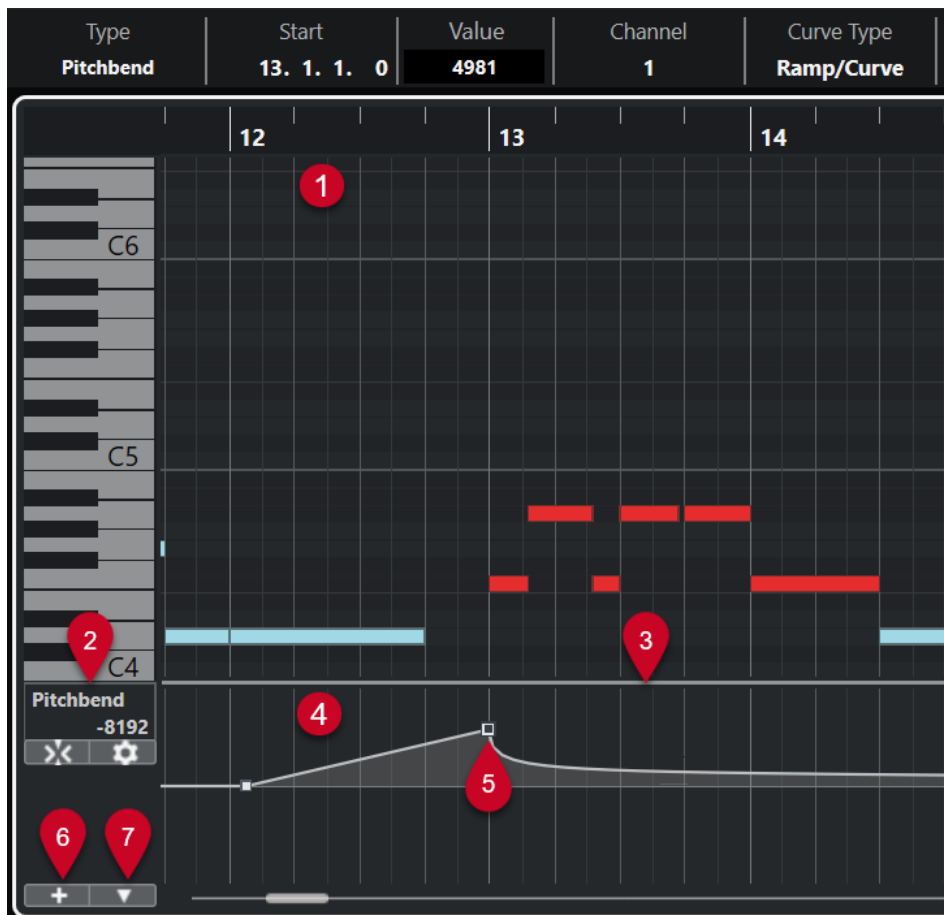 Type Start Value Channel Curve Type
Pitchbend 13. 1. 1. 0 4981 1 Ramp/Curve
12 13 14
1
C6
C5
2 3
C4
Pitchbend
4
-8192
5
6 7